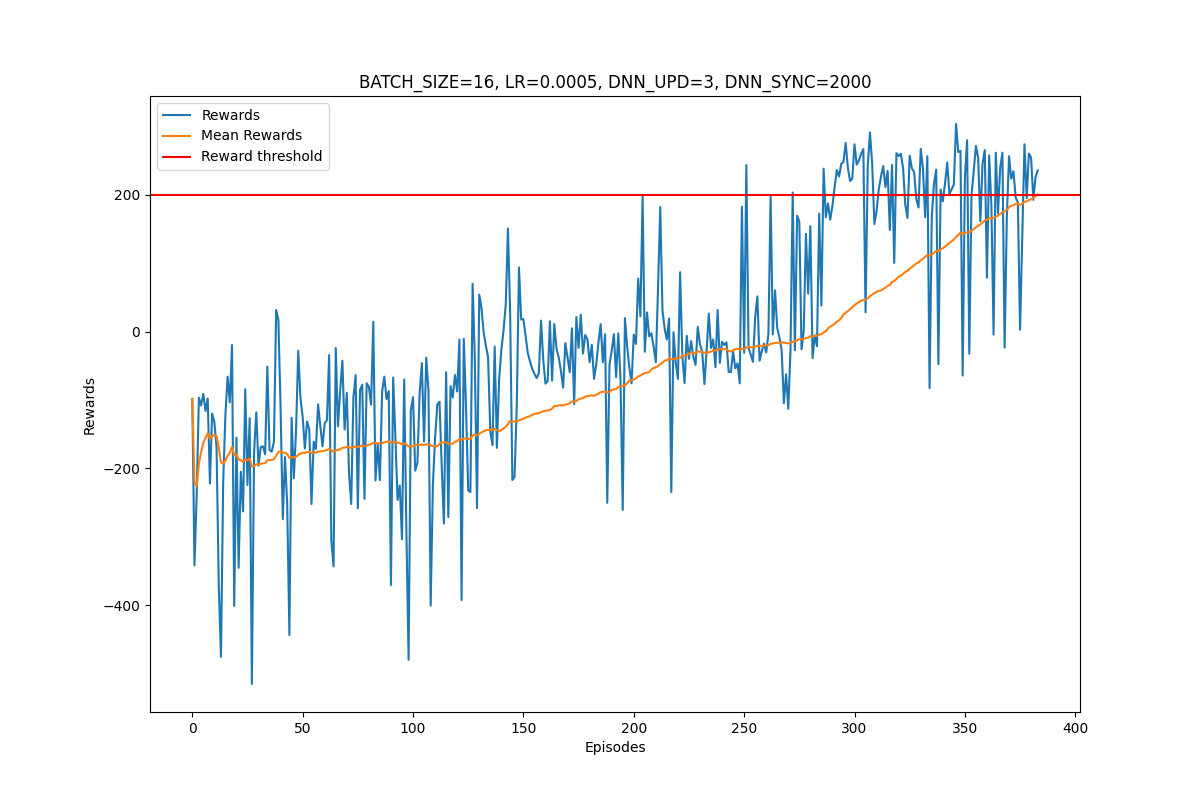 BATCH_SIZE=16, LR=0.0005, DNN_UPD=3, DNN_SYNC=2000
Rewards
Mean Rewards
Reward threshold
200
0
−200
−400
Rewards
0
50
100
150
200
250
300
350
400
Episodes